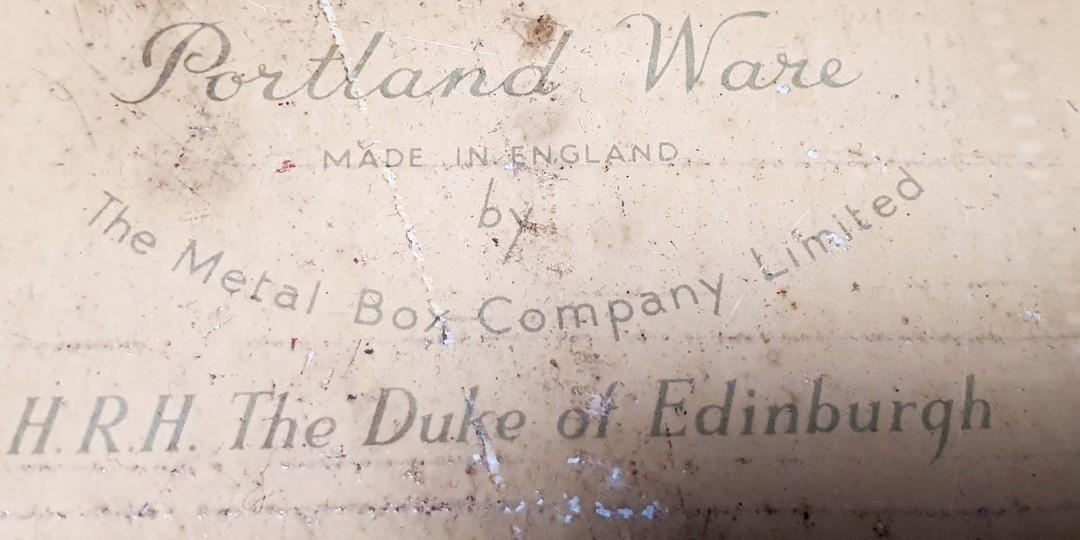 Portland Ware
MADE IN ENGLAND
by
The Metal Box Company Limited
H.R.H. The Duke of Edinburgh